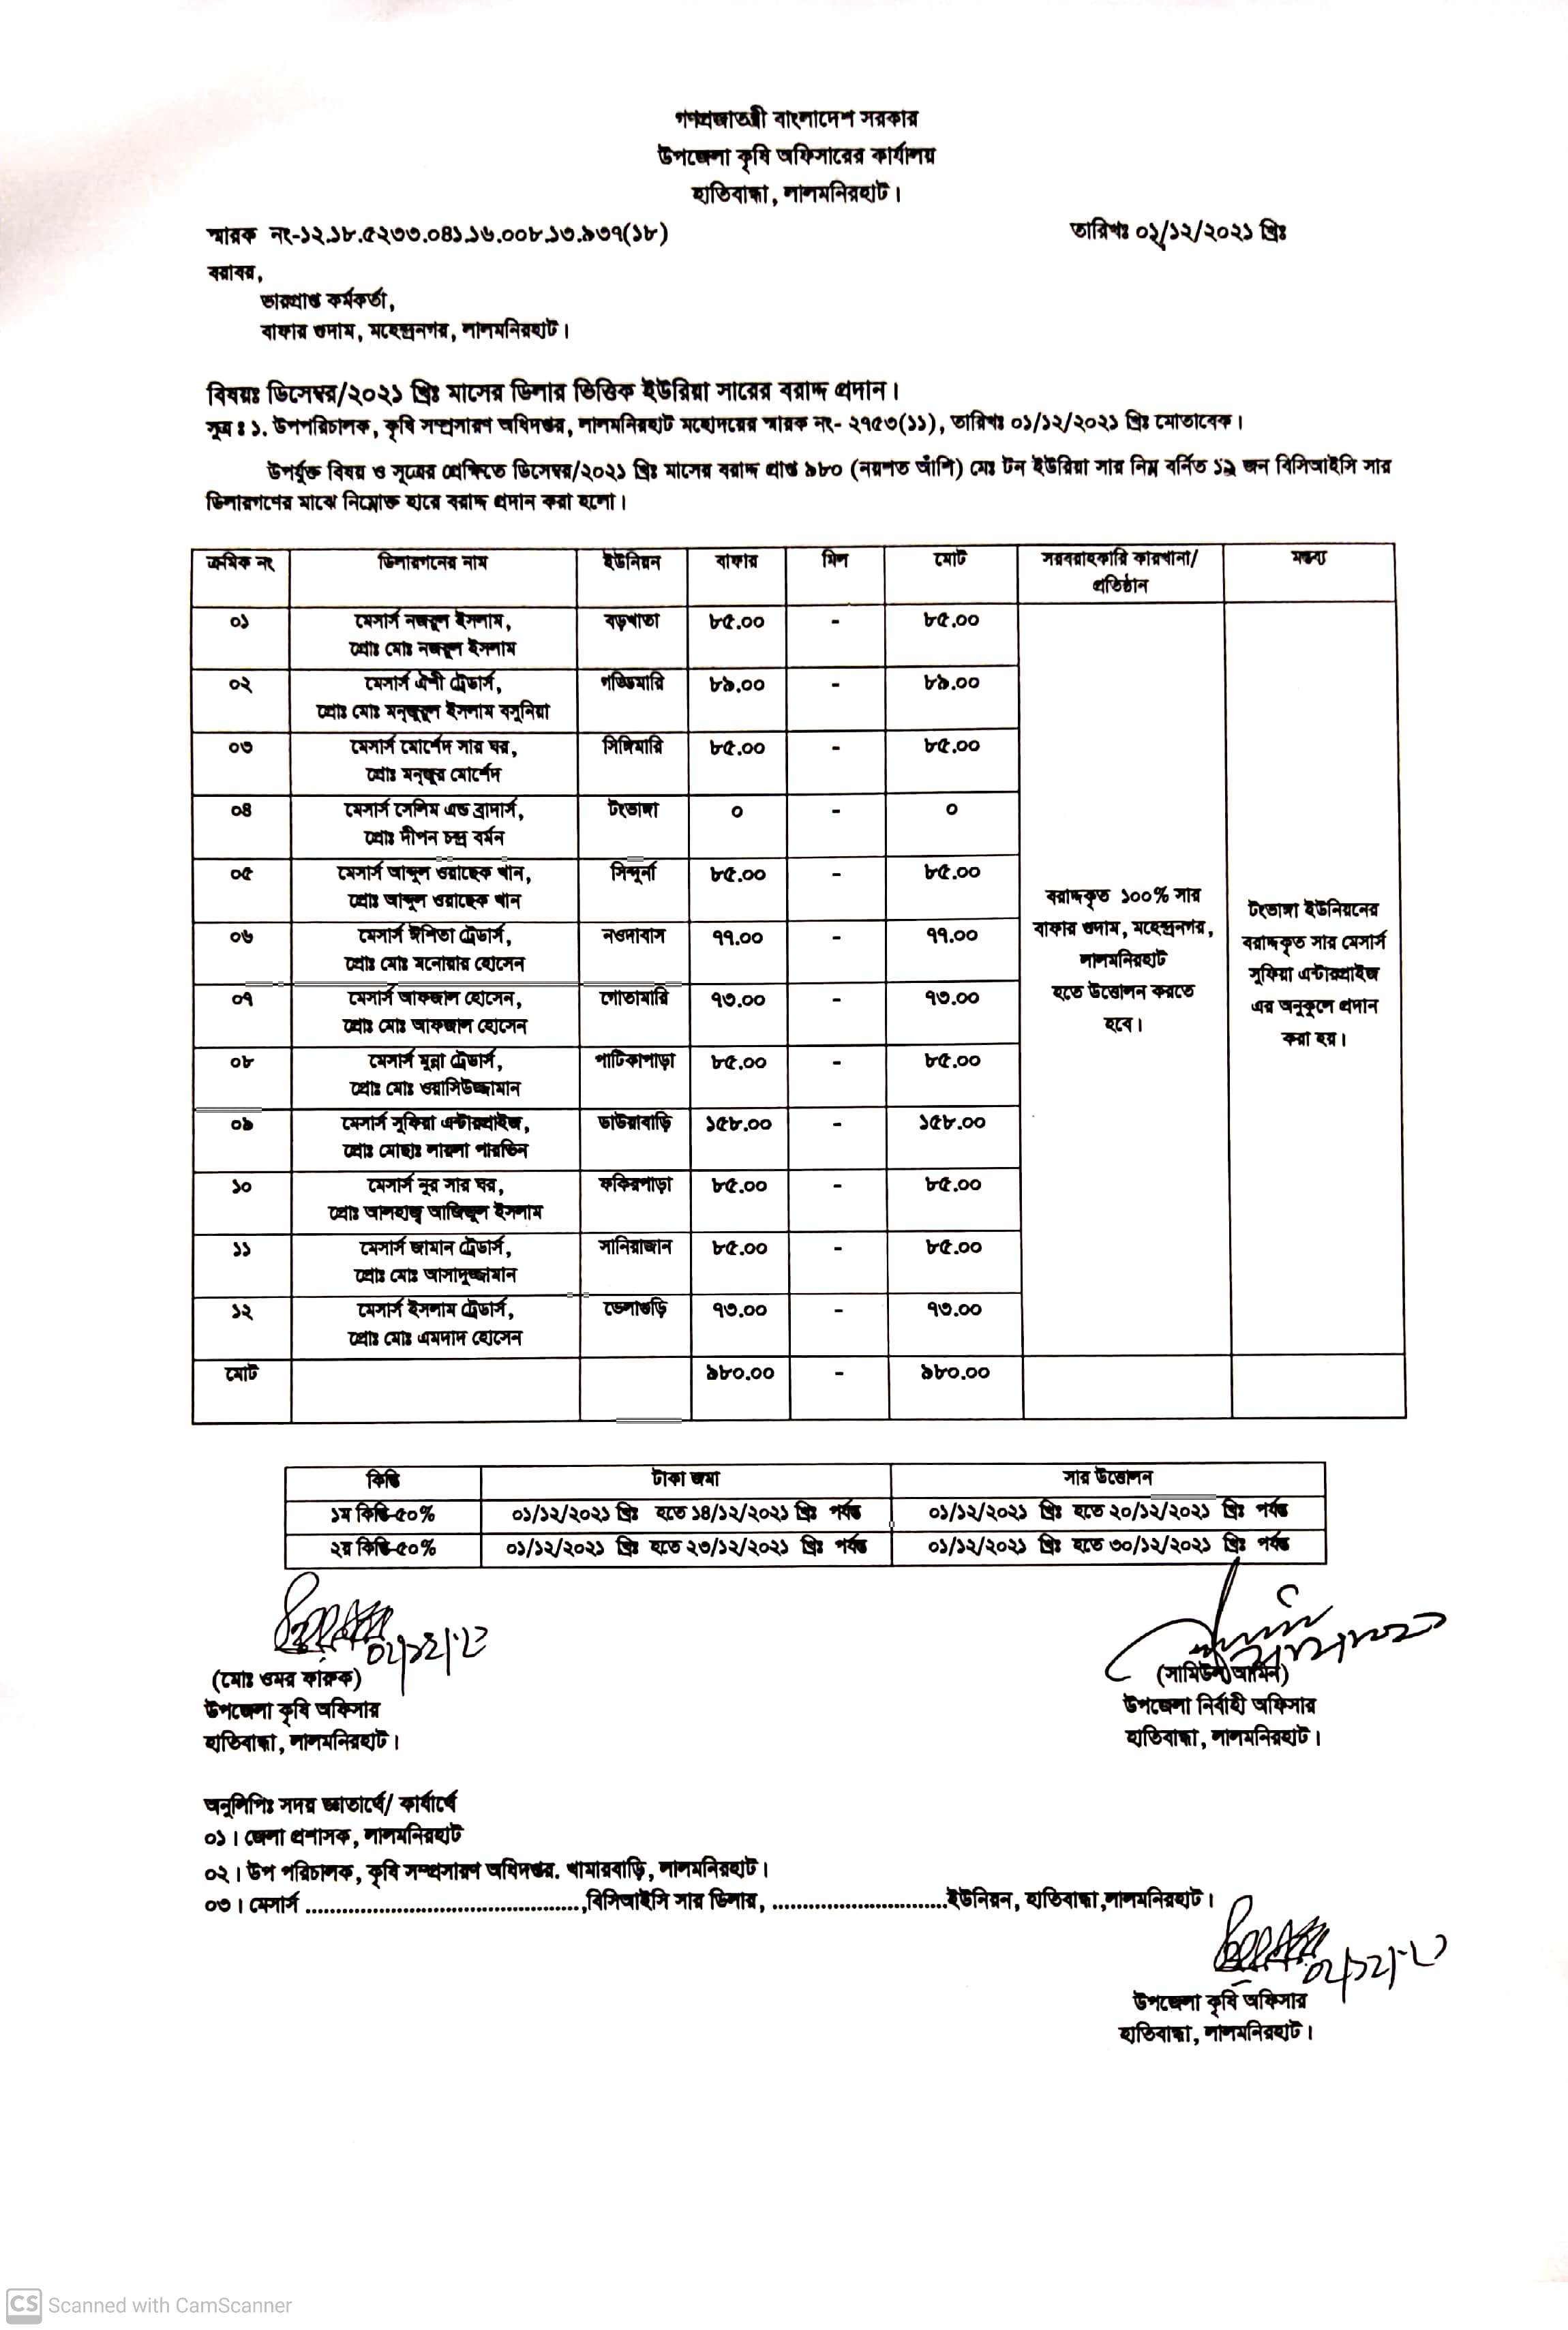 গণপ্রজাতন্ত্রী বাংলাদেশ সরকার
উপজেলা কৃষি অফিসারের কার্যালয়
হাতিবান্ধা, লালমনিরহাট।
স্মারক নং-১২.১৮.৫২৩৩.০৪১.১৬.০০৮.১৩.৯৩৭(১৮) তারিখঃ ০১/১২/২০২১ খ্রিঃ
বরাবর,
ভারপ্রাপ্ত কর্মকর্তা,
বাফার গুদাম, মহেন্দ্রনগর, লালমনিরহাট।
বিষয়ঃ ডিসেম্বর/২০২১ খ্রিঃ মাসের ডিলার ভিত্তিক ইউরিয়া সারের বরাদ্দ প্রদান।
সুত্র ঃ ১. উপপরিচালক, কৃষি সম্প্রসারণ অধিদপ্তর, লালমনিরহাট মহোদয়ের স্মারক নং- ২৭৫৩(১১), তারিখঃ ০১/১২/২০২১ খ্রিঃ মোতাবেক।
উপর্যুক্ত বিষয় ও সূত্রের প্রেক্ষিতে ডিসেম্বর/২০২১ খ্রিঃ মাসের বরাদ্দ প্রাপ্ত ৯৮০ (নয়শত আঁশি) মেঃ টন ইউরিয়া সার নিম্ন বর্নিত ১২ জন বিসিআইসি সার
ডিলারগণের মাঝে নিম্নোক্ত হারে বরাদ্দ প্রদান করা হলো।
ক্রমিক নং ডিলারগনের নাম ইউনিয়ন বাফার মিল মোট সরবরাহকারি কারখানা/ মন্তব্য
প্রতিষ্ঠান
০১ মেসার্স নজরুল ইসলাম, বড়খাতা ৮৫.০০ - ৮৫.০০
প্রোঃ মোঃ নজরুল ইসলাম
০২ মেসার্স ঐশী ট্রেডার্স, গড্ডিমারি ৮৯.০০ - ৮৯.০০
প্রোঃ মোঃ মনজুরুল ইসলাম বসুনিয়া
০৩ মেসার্স মোর্শেদ সার ঘর, সিঙ্গিমারি ৮৫.০০ - ৮৫.০০
প্রোঃ মনজুর মোর্শেদ
০৪ মেসার্স সেলিম এন্ড ব্রাদার্স, টংভাঙ্গা ০ - ০
প্রোঃ দীপন চন্দ্র বর্মন
০৫ মেসার্স আব্দুল ওয়াহেক খান, সিন্দুর্না ৮৫.০০ - ৮৫.০০
প্রোঃ আব্দুল ওয়াহেক খান
০৬ মেসার্স ঈশিতা ট্রেডার্স, নওদাবাস ৭৭.০০ - ৭৭.০০
প্রোঃ মোঃ মনোয়ার হোসেন
০৭ মেসার্স আফজাল হোসেন, গোতামারি ৭৩.০০ - ৭৩.০০
প্রোঃ মোঃ আফজাল হোসেন
০৮ মেসার্স মুন্না ট্রেডার্স, পাটিকাপাড়া ৮৫.০০ - ৮৫.০০
প্রোঃ মোঃ ওয়াসিউজ্জামান
০৯ মেসার্স সুফিয়া এন্টারপ্রাইজ, ডাউয়াবাড়ি ১৫৮.০০ - ১৫৮.০০
প্রোঃ মোছাঃ লায়লা পারভিন
১০ মেসার্স নুর সার ঘর, ফকিরপাড়া ৮৫.০০ - ৮৫.০০
প্রোঃ আলহাজ্ব আজিজুল ইসলাম
১১ মেসার্স জামান ট্রেডার্স, সানিয়াজান ৮৫.০০ - ৮৫.০০
প্রোঃ মোঃ আসাদুজ্জামান
১২ মেসার্স ইসলাম ট্রেডার্স, ভেলাগুড়ি ৭৩.০০ - ৭৩.০০
প্রোঃ মোঃ এমদাদ হোসেন
বরাদ্দকৃত ১০০% সার
বাফার গুদাম, মহেন্দ্রনগর,
লালমনিরহাট
হতে উত্তোলন করতে
হবে।
টংভাঙ্গা ইউনিয়নের
বরাদ্দকৃত সার মেসার্স
সুফিয়া এন্টারপ্রাইজ
এর অনুকুলে প্রদান
করা হয়।
মোট ৯৮০.০০ - ৯৮০.০০
কিস্তি টাকা জমা সার উত্তোলন
১ম কিস্তি-৫০% ০১/১২/২০২১ খ্রিঃ হতে ১৪/১২/২০২১ খ্রিঃ পর্যন্ত ০১/১২/২০২১ খ্রিঃ হতে ২০/১২/২০২১ খ্রিঃ পর্যন্ত
২য় কিস্তি-৫০% ০১/১২/২০২১ খ্রিঃ হতে ২৩/১২/২০২১ খ্রিঃ পর্যন্ত ০১/১২/২০২১ খ্রিঃ হতে ৩০/১২/২০২১ খ্রিঃ পর্যন্ত
(মোঃ ওমর ফারুক)
উপজেলা কৃষি অফিসার
হাতিবান্ধা, লালমনিরহাট।
(সামিউল আমিন)
উপজেলা নির্বাহী অফিসার
হাতিবান্ধা, লালমনিরহাট।
অনুলিপিঃ সদয় জ্ঞাতার্থে/ কার্যার্থে
০১। জেলা প্রশাসক, লালমনিরহাট
০২। উপ পরিচালক, কৃষি সম্প্রসারণ অধিদপ্তর. খামারবাড়ি, লালমনিরহাট।
০৩। মেসার্স .............................................,বিসিআইসি সার ডিলার, ............................ইউনিয়ন, হাতিবান্ধা,লালমনিরহাট।
উপজেলা কৃষি অফিসার
হাতিবান্ধা, লালমনিরহাট।
CS Scanned with CamScanner